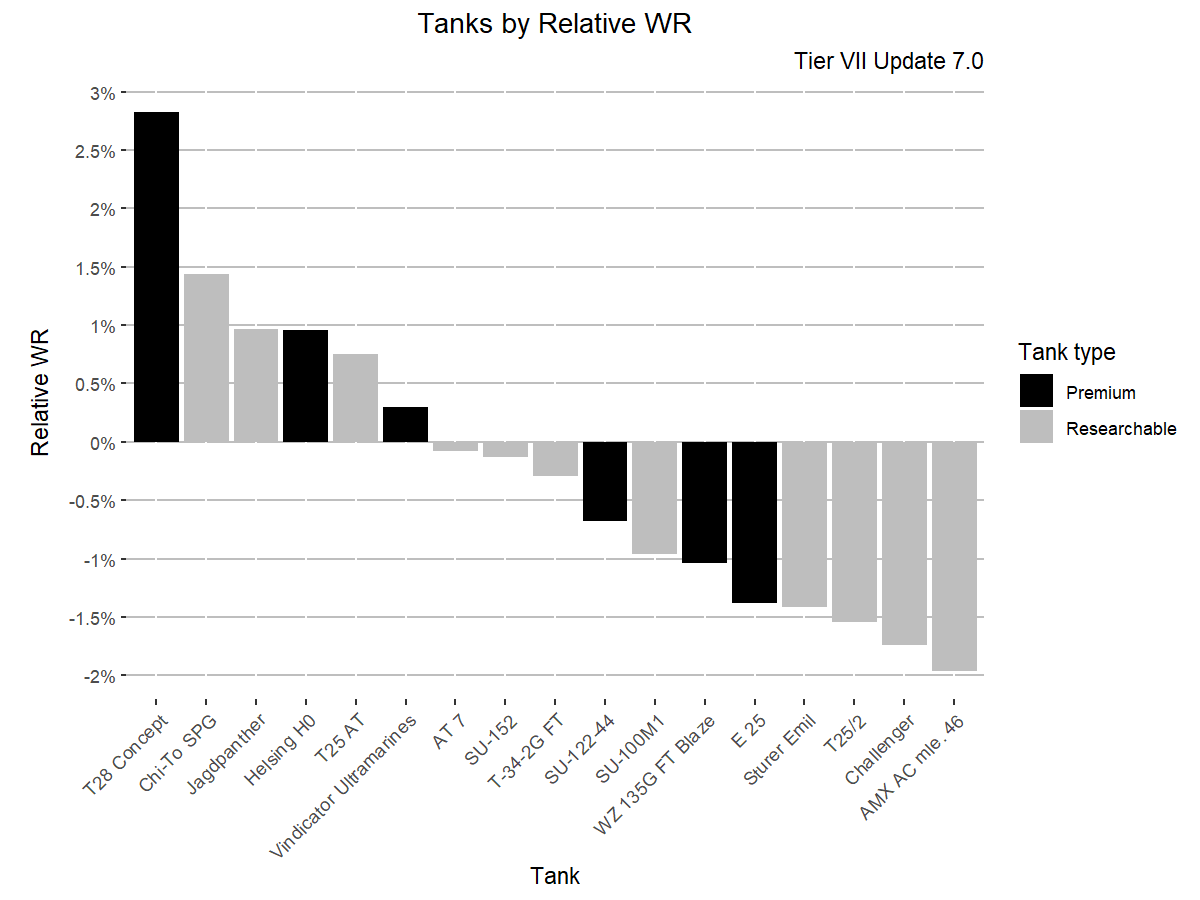 Tanks by Relative WR
Tier VII Update 7.0
3%
2.5%
2%
1.5%
1%
0.5%
0%
-0.5%
-1%
-1.5%
-2%
Relative WR
T28 Concept
Chi-To SPG
Jagdpanther
Helsing H0
T25 AT
Vindicator Ultramarines
AT 7
SU-152
T-34-2G FT
SU-122-44
SU-100M1
WZ 135G FT Blaze
E 25
Sturer Emil
T25/2
Challenger
AMX AC mle. 46
Tank
Tank type
Premium
Researchable